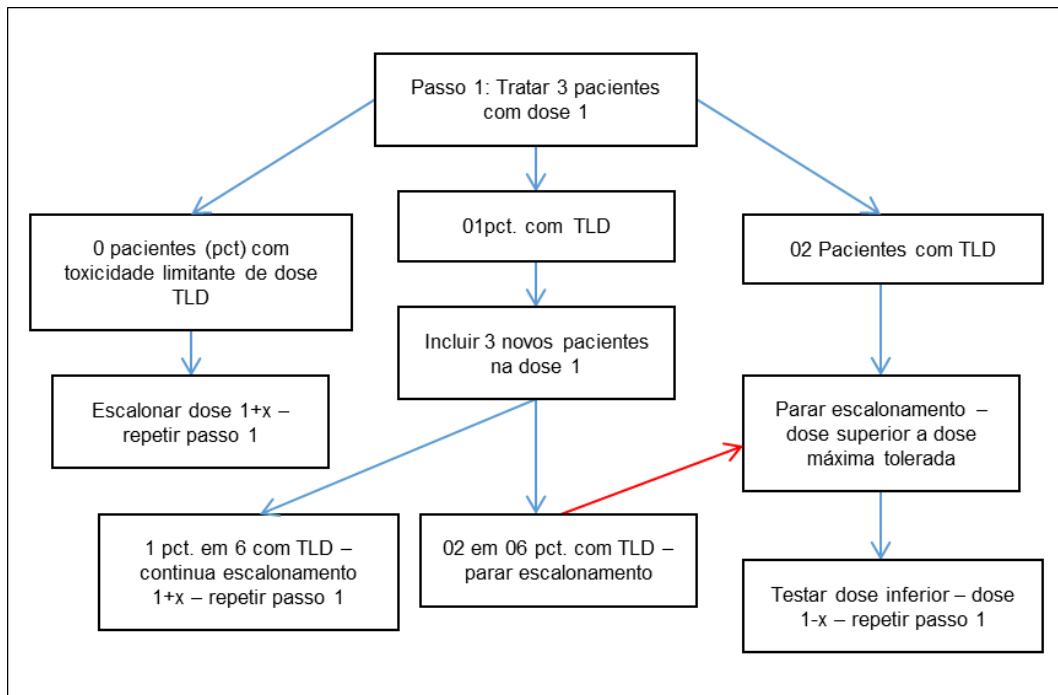 Passo 1: Tratar 3 pacientes
com dose 1
0 pacientes (pct) com
toxicidade limitante de dose
TLD
01pct. com TLD
02 Pacientes com TLD
Incluir 3 novos pacientes
na dose 1
Escalonar dose 1+x –
repetir passo 1
Parar escalonamento –
dose superior a dose
máxima tolerada
1 pct. em 6 com TLD –
continua escalonamento
1+x – repetir passo 1
02 em 06 pct. com TLD –
parar escalonamento
Testar dose inferior – dose
1-x – repetir passo 1